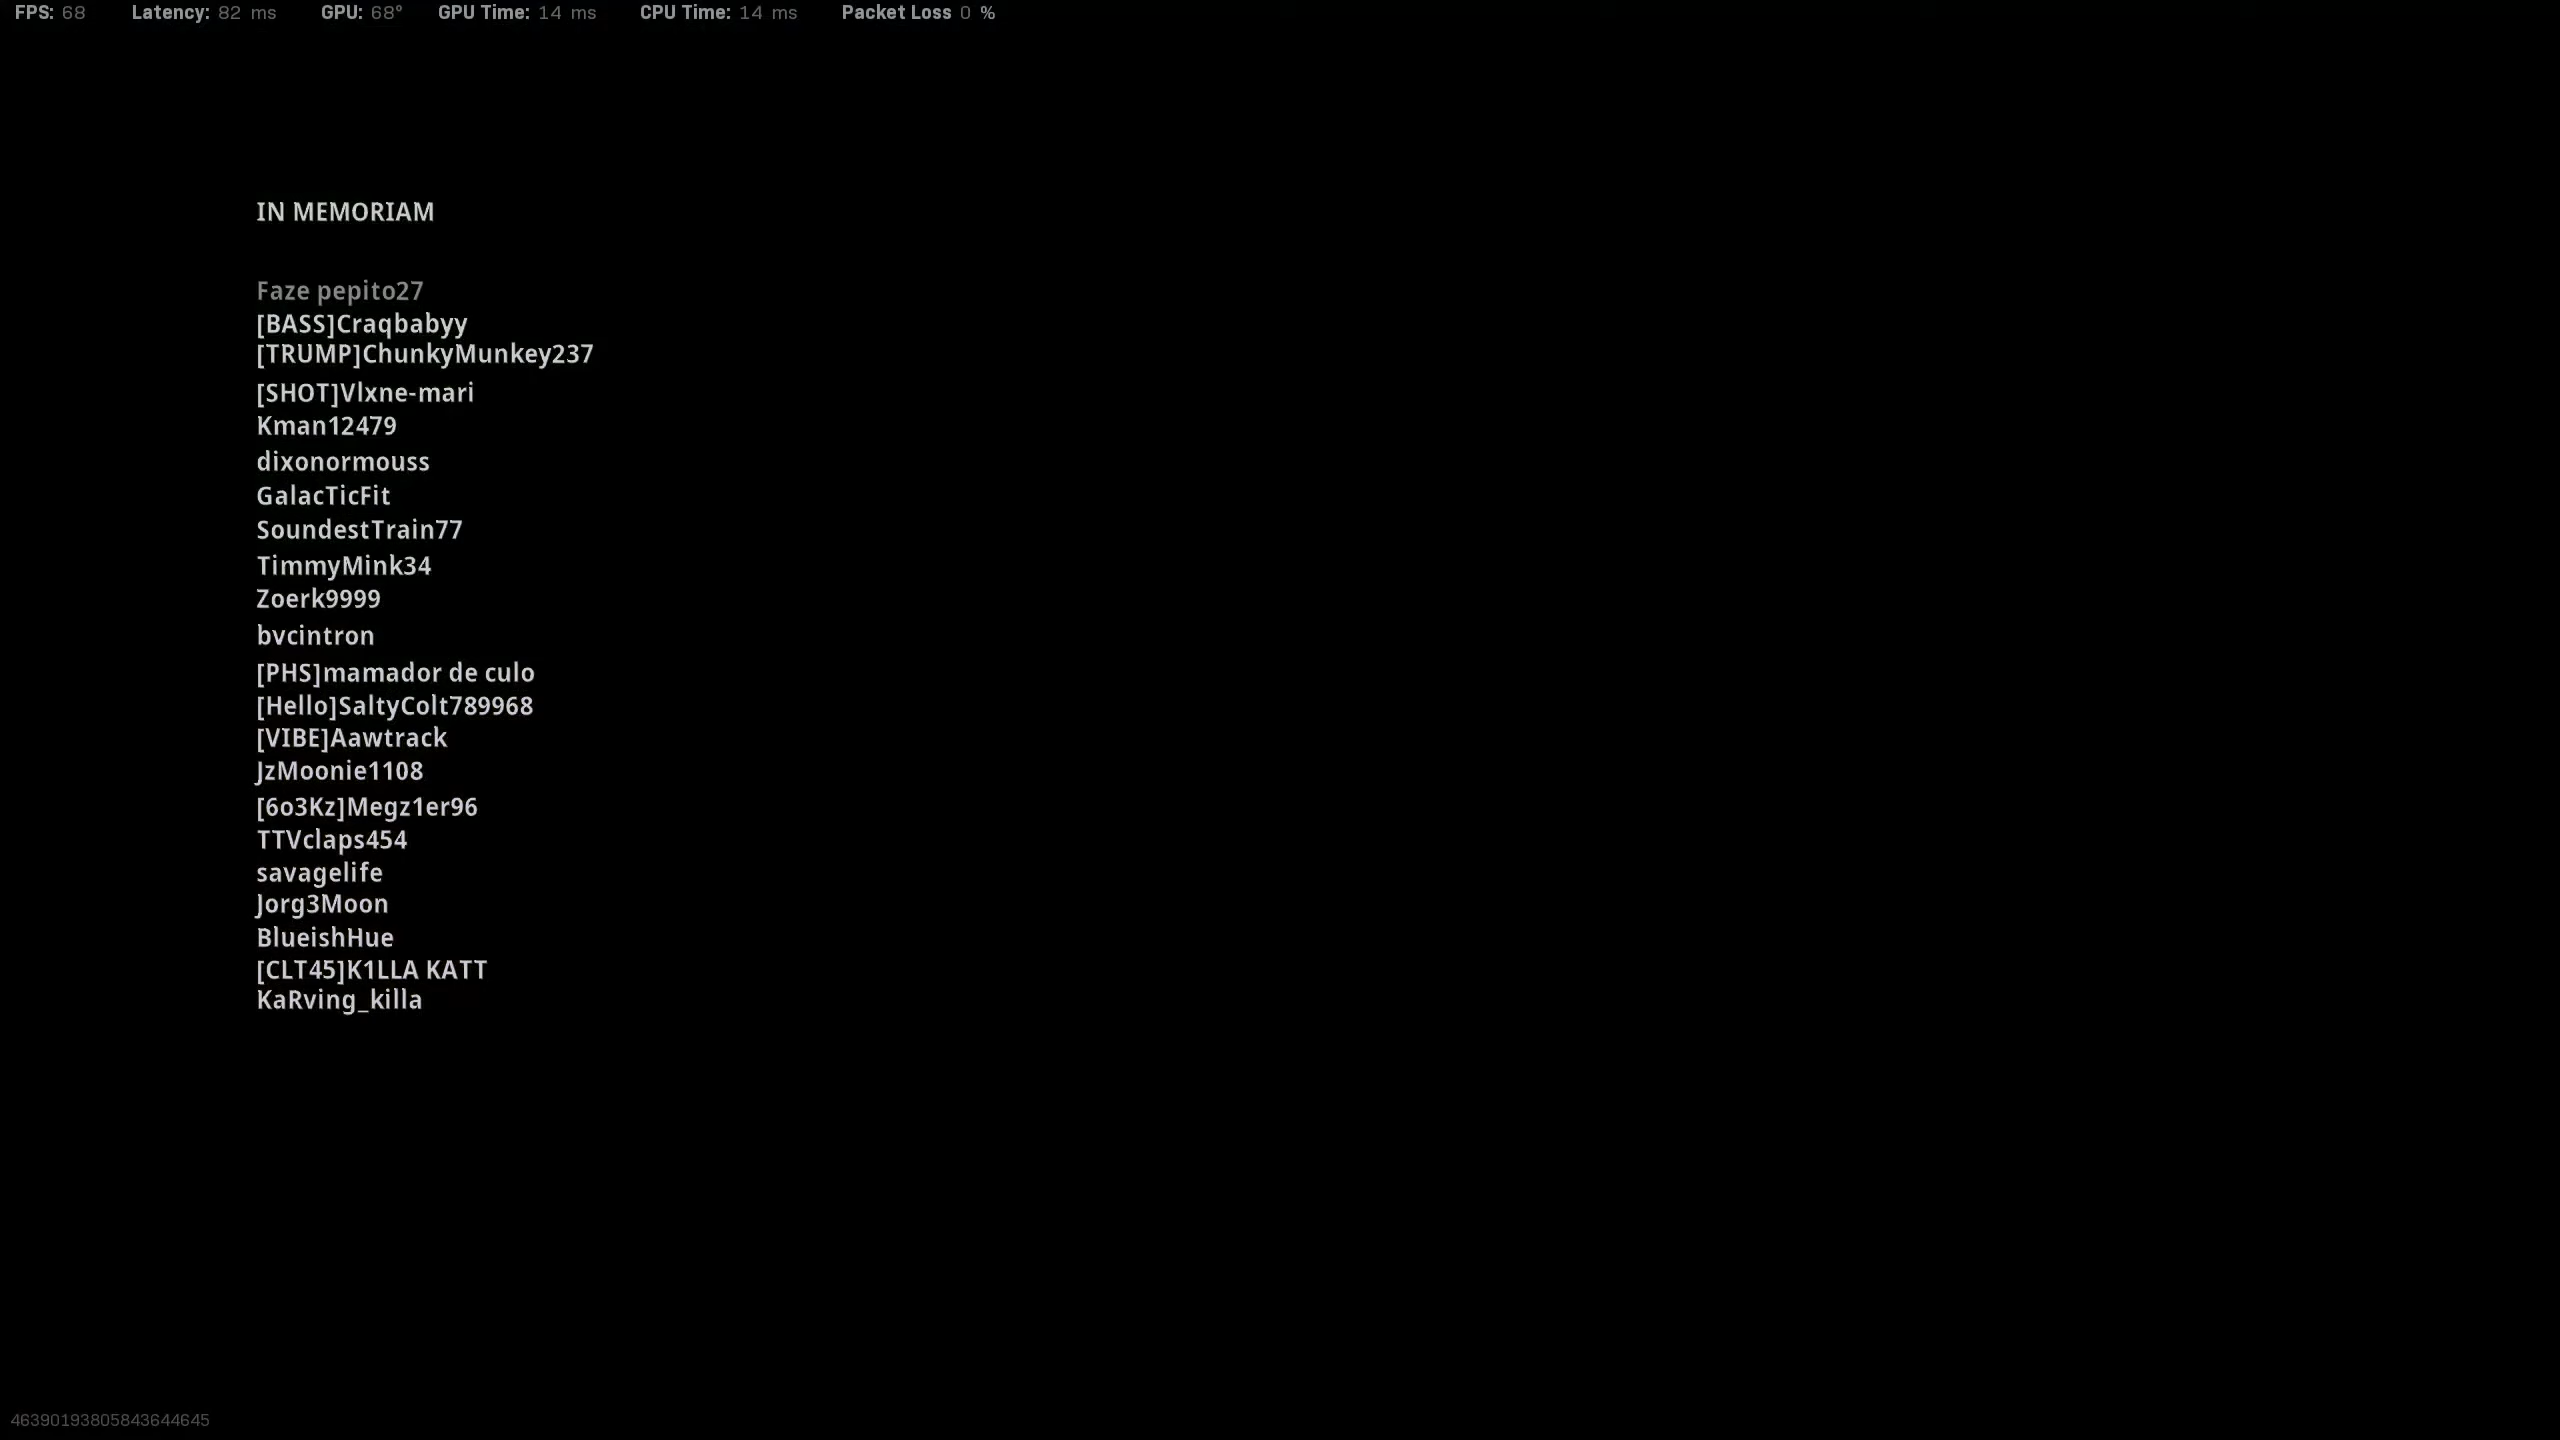 FPS: 68 Latency: 82 ms GPU: 68° GPU Time: 14 ms CPU Time: 14 ms Packet Loss 0 %
IN MEMORIAM
Faze pepito27
[BASS]Craqbabyy
[TRUMP]ChunkyMunkey237
[SHOT]Vlxne-mari
Kman12479
dixonormouss
GalacTicFit
SoundestTrain77
TimmyMink34
Zoerk9999
bvcintron
[PHS]mamador de culo
[Hello]SaltyColt789968
[VIBE]Aawtrack
JzMoonie1108
[6o3Kz]Megz1er96
TTVclaps454
savagelife
Jorg3Moon
BlueishHue
[CLT45]K1LLA KATT
KaRving_killa
46390193805843644645